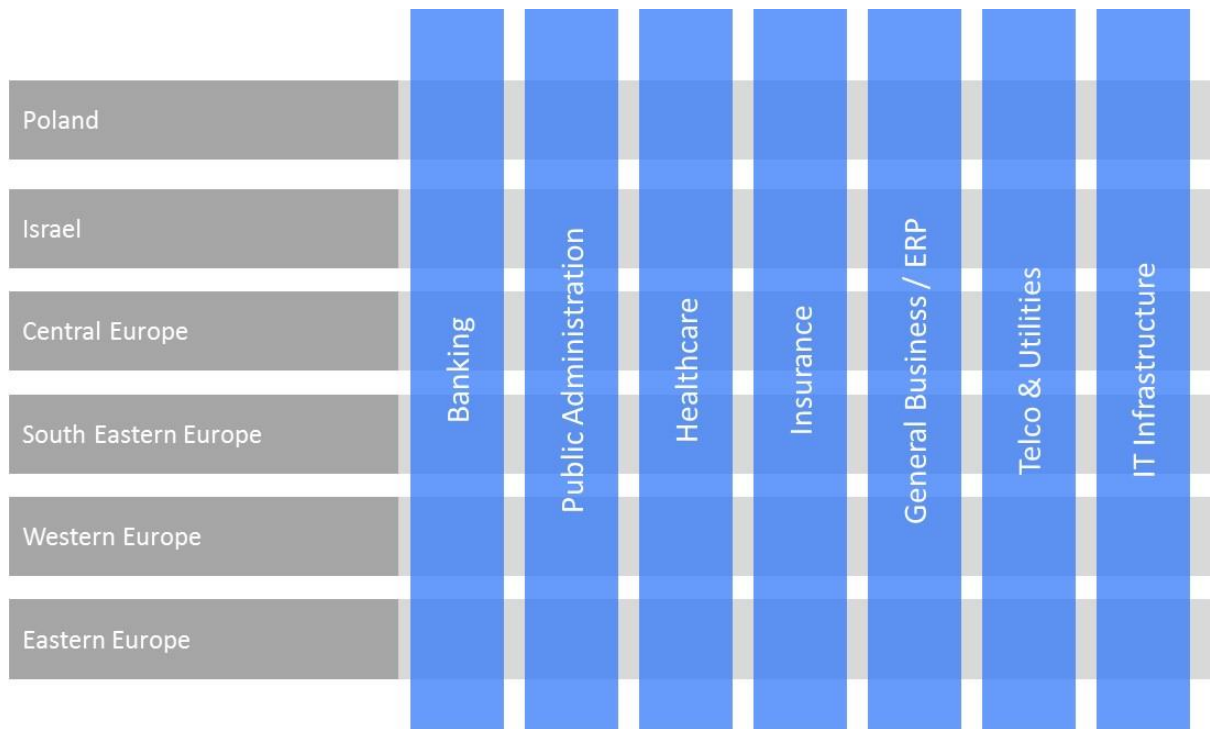 Poland
Israel
Central Europe
South Eastern Europe
Western Europe
Eastern Europe
Banking
Public Administration
Healthcare
Insurance
General Business / ERP
Telco & Utilities
IT Infrastructure